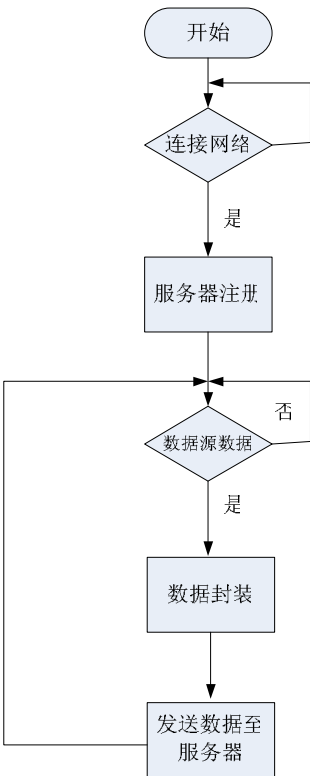 开始
连接网络
是
服务器注册
否
数据源数据
是
数据封装
发送数据至
服务器